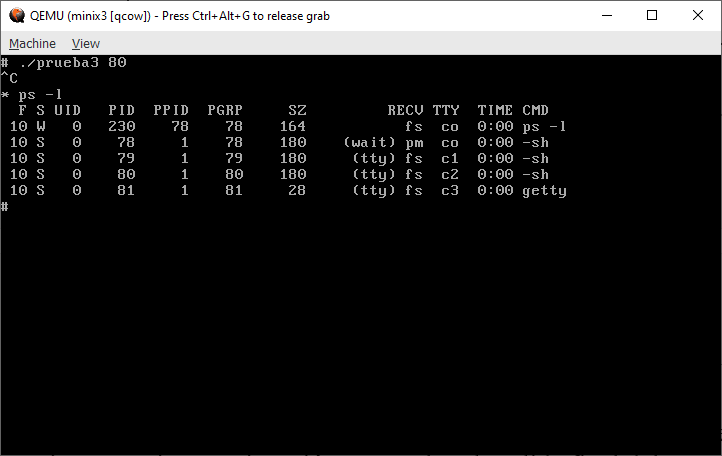 QEMU (minix3 [qcow]) - Press Ctrl+Alt+G to release grab
Machine View
# ./prueba3 80
^C
* ps -l
  F S UID   PID  PPID  PGRP     SZ         RECV TTY  TIME CMD
 10 W   0   230    78    78    164           fs  co  0:00 ps -l
 10 S   0    78     1    78    180    (wait) pm  co  0:00 -sh
 10 S   0    79     1    79    180     (tty) fs  c1  0:00 -sh
 10 S   0    80     1    80    180     (tty) fs  c2  0:00 -sh
 10 S   0    81     1    81     28     (tty) fs  c3  0:00 getty
#